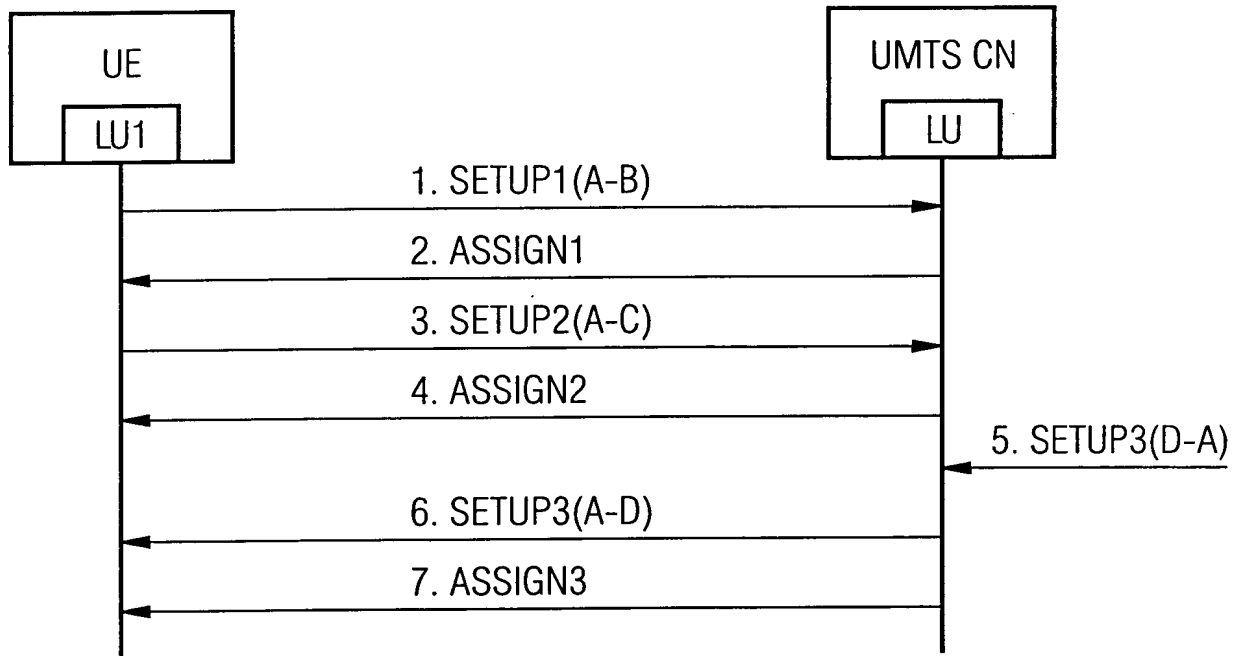 UE
UMTS CN
LU1
LU
1. SETUP1(A-B)
2. ASSIGN1
3. SETUP2(A-C)
4. ASSIGN2
5. SETUP3(D-A)
6. SETUP3(A-D)
7. ASSIGN3